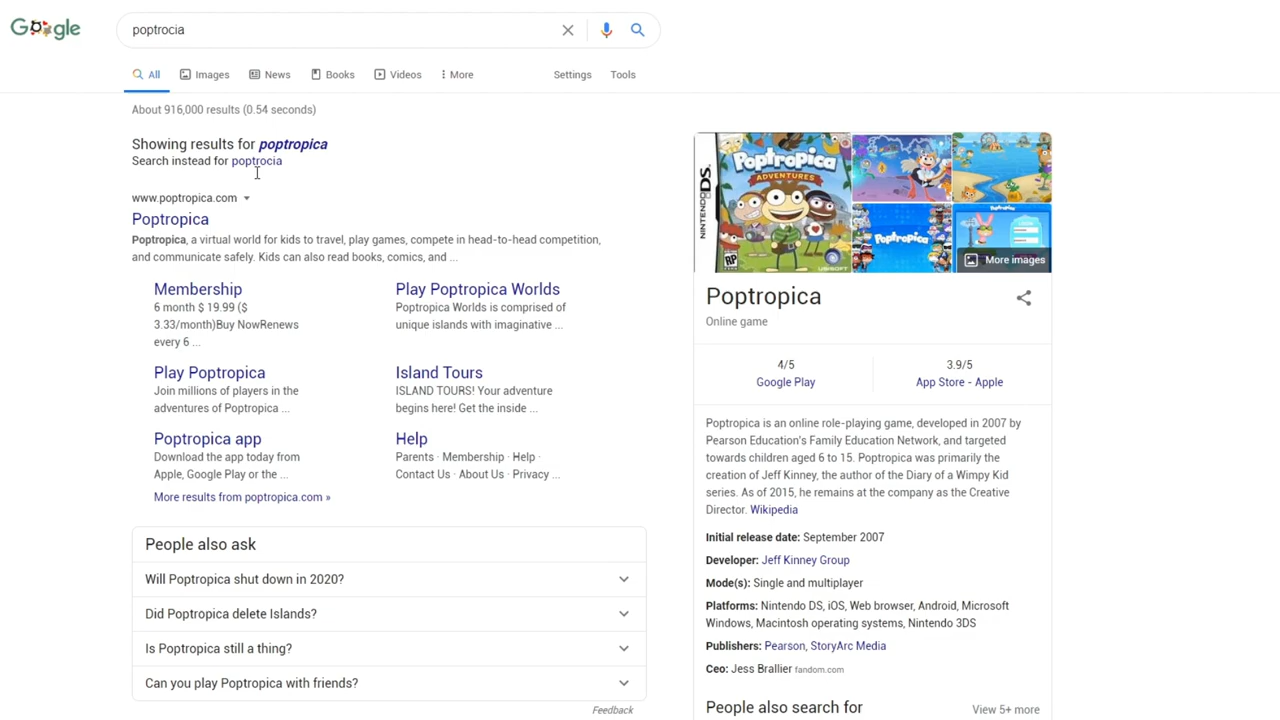 Google
poptrocia
All
Images
News
Books
Videos
More
Settings
Tools
About 916,000 results (0.54 seconds)
Showing results for poptropica
Search instead for poptrocia
www.poptropica.com
Poptropica
Poptropica, a virtual world for kids to travel, play games, compete in head-to-head competition,
and communicate safely. Kids can also read books, comics, and ...
Membership
6 month $ 19.99 ($
3.33/month)Buy NowRenews
every 6 ...
Play Poptropica Worlds
Poptropica Worlds is comprised of
unique islands with imaginative ...
Play Poptropica
Join millions of players in the
adventures of Poptropica ...
Island Tours
ISLAND TOURS! Your adventure
begins here! Get the inside ...
Poptropica app
Download the app today from
Apple, Google Play or the ...
Help
Parents · Membership · Help ·
Contact Us · About Us · Privacy ...
More results from poptropica.com »
People also ask
Will Poptropica shut down in 2020?
Did Poptropica delete Islands?
Is Poptropica still a thing?
Can you play Poptropica with friends?
Feedback
NINTENDO DS
Poptropica
ADVENTURES
RP
UBISOFT
Poptropica
Poptropica
More images
Poptropica
Online game
4/5
Google Play
3.9/5
App Store - Apple
Poptropica is an online role-playing game, developed in 2007 by
Pearson Education's Family Education Network, and targeted
towards children aged 6 to 15. Poptropica was primarily the
creation of Jeff Kinney, the author of the Diary of a Wimpy Kid
series. As of 2015, he remains at the company as the Creative
Director. Wikipedia
Initial release date: September 2007
Developer: Jeff Kinney Group
Mode(s): Single and multiplayer
Platforms: Nintendo DS, iOS, Web browser, Android, Microsoft
Windows, Macintosh operating systems, Nintendo 3DS
Publishers: Pearson, StoryArc Media
Ceo: Jess Brallier fandom.com
People also search for
View 5+ more